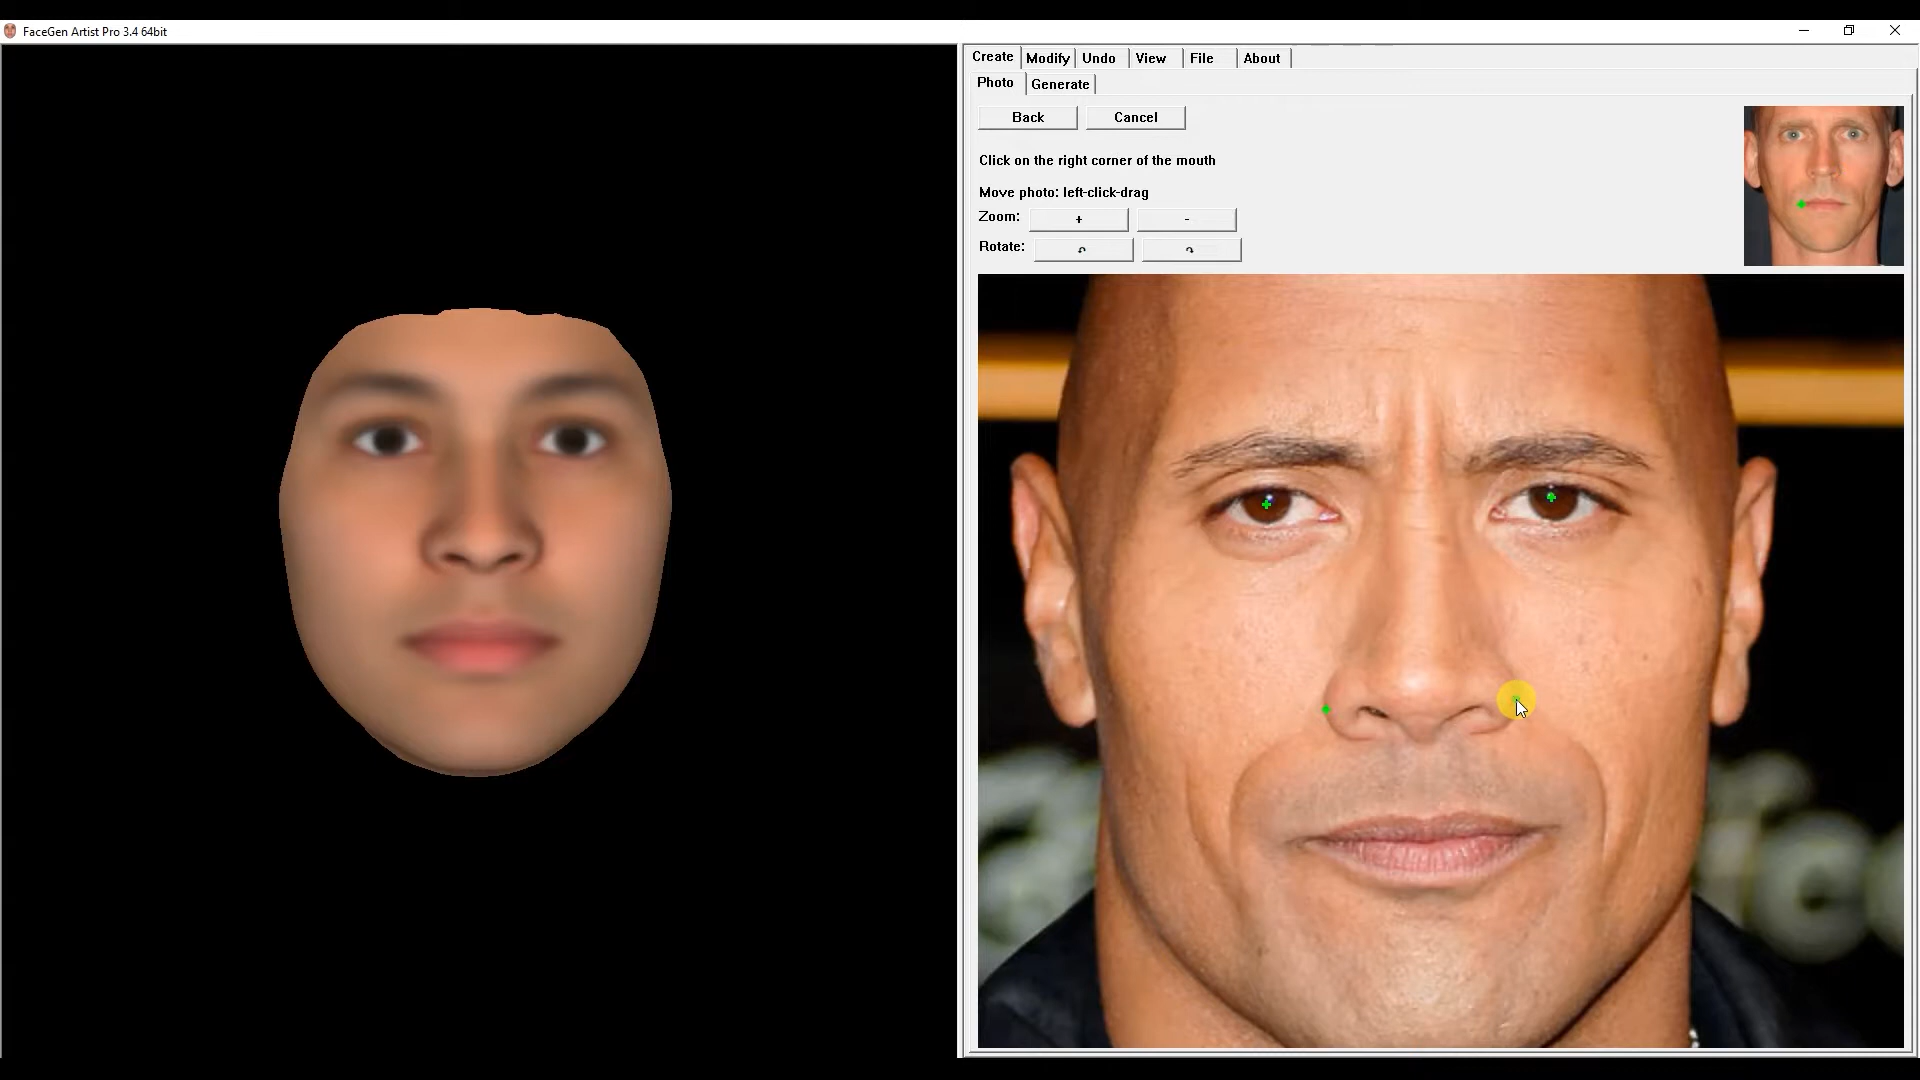 FaceGen Artist Pro 3.4 64bit
Create Modify Undo View File About
Photo Generate
Back Cancel
Click on the right corner of the mouth
Move photo: left-click-drag
Zoom: + -
Rotate: